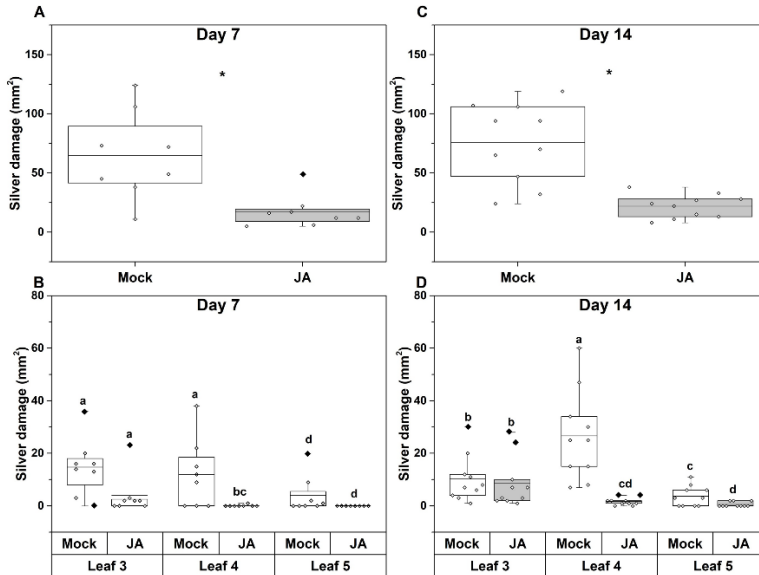 A
Day 7
Silver damage (mm²)
150
100
50
0
*
Mock
JA
C
Day 14
Silver damage (mm²)
150
100
50
0
*
Mock
JA
B
Day 7
Silver damage (mm²)
80
60
40
20
0
a
a
a
bc
d
d
Mock JA Mock JA Mock JA
Leaf 3 Leaf 4 Leaf 5
D
Day 14
Silver damage (mm²)
80
60
40
20
0
b
b
a
cd
c
d
Mock JA Mock JA Mock JA
Leaf 3 Leaf 4 Leaf 5